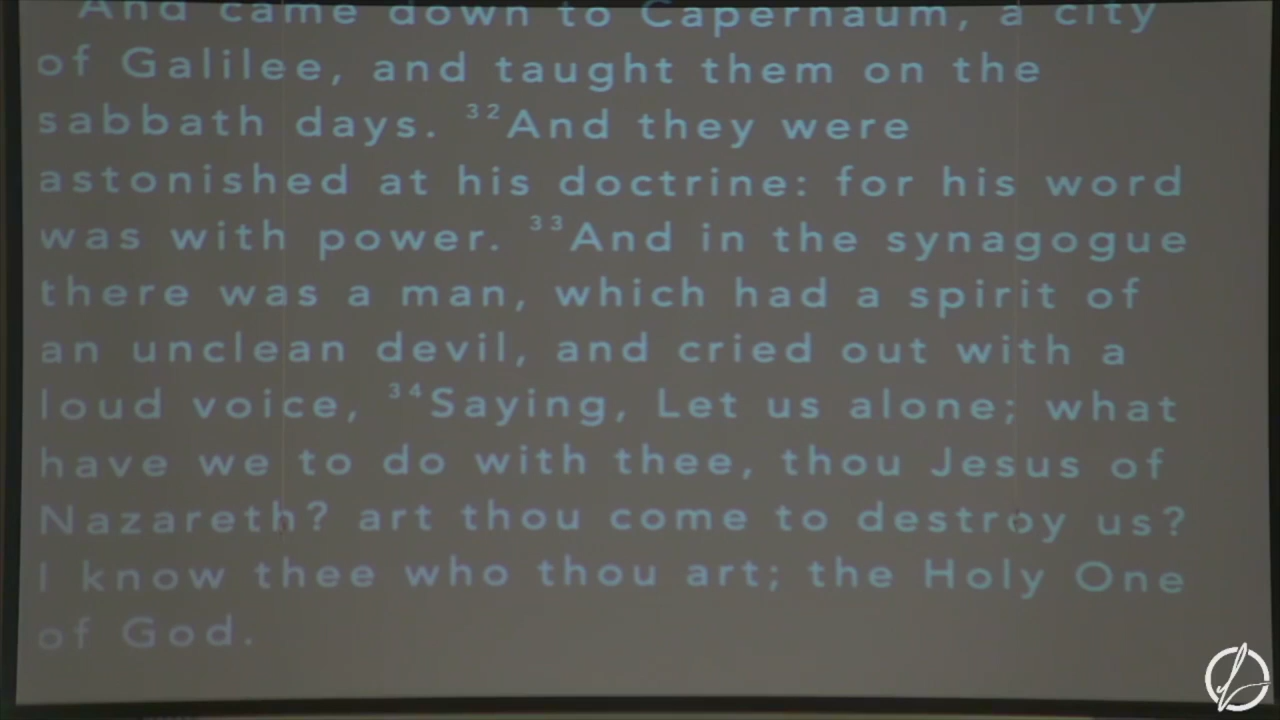 And came down to Capernaum, a city
of Galilee, and taught them on the
sabbath days. ³²And they were
astonished at his doctrine: for his word
was with power. ³³And in the synagogue
there was a man, which had a spirit of
an unclean devil, and cried out with a
loud voice, ³⁴Saying, Let us alone; what
have we to do with thee, thou Jesus of
Nazareth? art thou come to destroy us?
I know thee who thou art; the Holy One
of God.